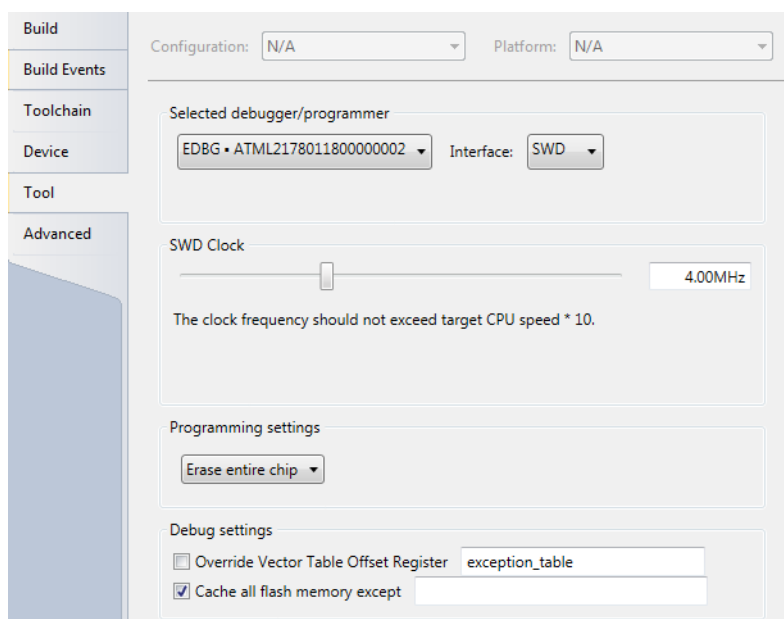 Build
Build Events
Toolchain
Device
Tool
Advanced
Configuration: N/A Platform: N/A
Selected debugger/programmer
EDBG ▪ ATML2178011800000002 Interface: SWD
SWD Clock
4.00MHz
The clock frequency should not exceed target CPU speed * 10.
Programming settings
Erase entire chip
Debug settings
Override Vector Table Offset Register exception_table
Cache all flash memory except